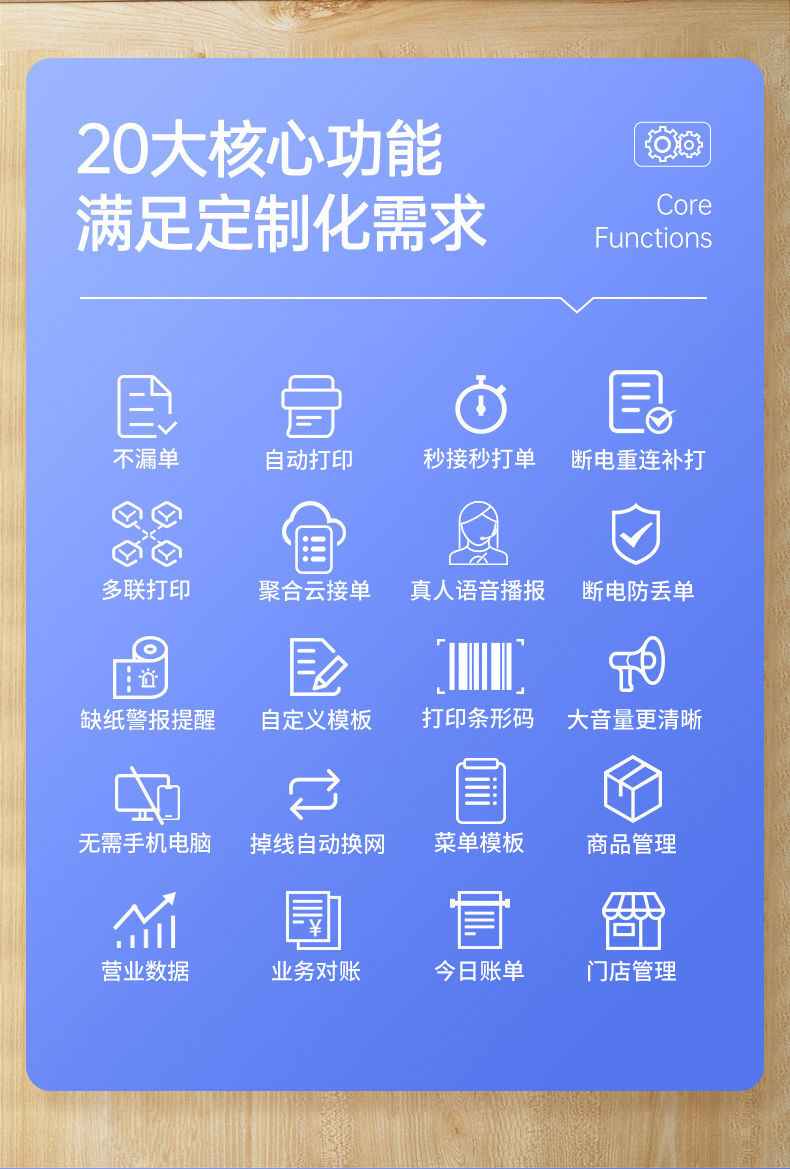 20大核心功能
满足定制化需求
Core
Functions
不漏单
自动打印
秒接秒打单
断电重连补打
多联打印
聚合云接单
真人语音播报
断电防丢单
缺纸警报提醒
自定义模板
打印条形码
大音量更清晰
无需手机电脑
掉线自动换网
菜单模板
商品管理
营业数据
¥
业务对账
今日账单
门店管理